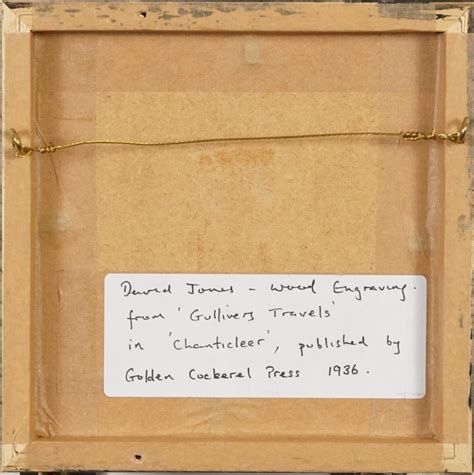 David Jones – Wood Engraving.
from 'Gullivers Travels'
in 'Chanticleer', published by
Golden Cockerel Press 1936.